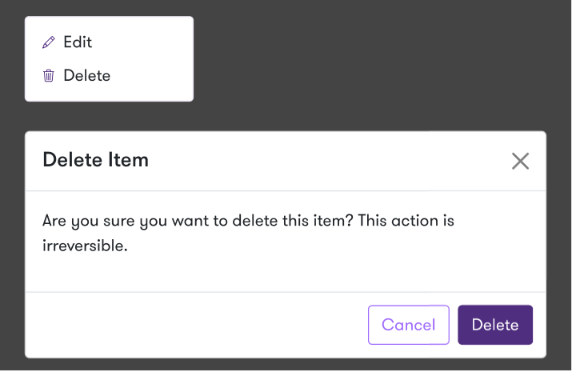 Edit
Delete
Delete Item
Are you sure you want to delete this item? This action is
irreversible.
Cancel
Delete